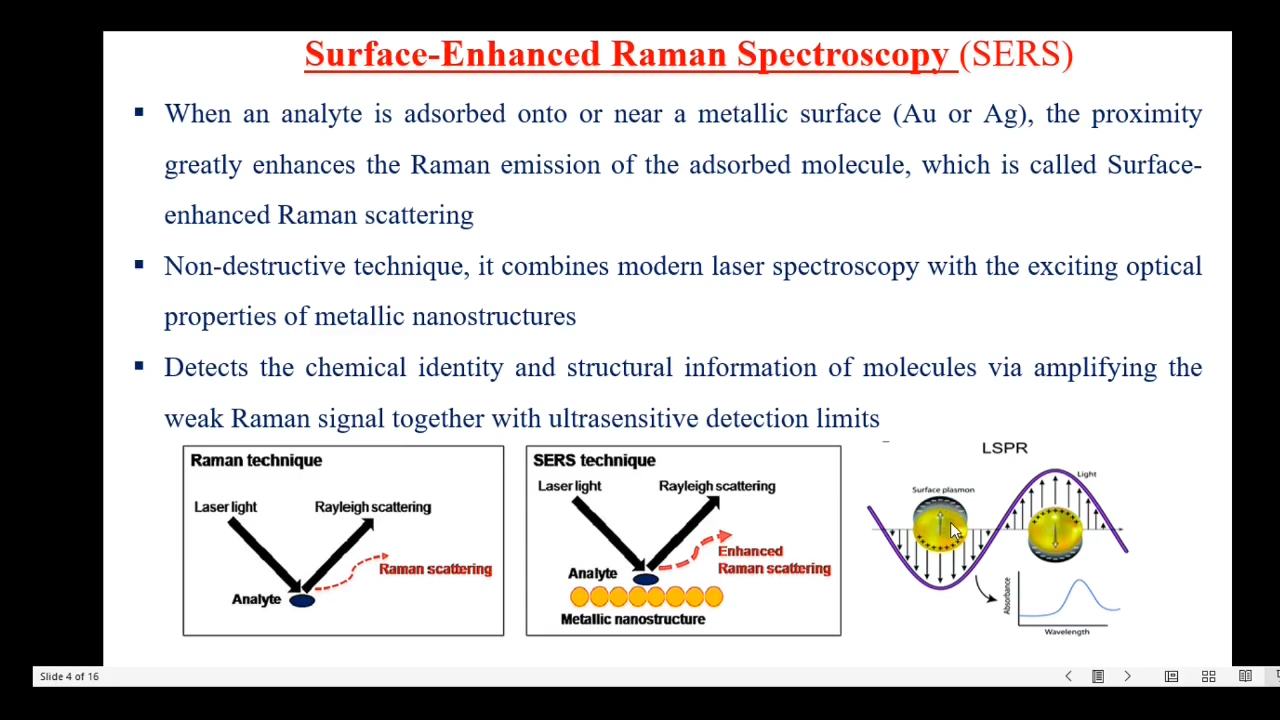 Surface-Enhanced Raman Spectroscopy (SERS)
▪ When an analyte is adsorbed onto or near a metallic surface (Au or Ag), the proximity
greatly enhances the Raman emission of the adsorbed molecule, which is called Surface-
enhanced Raman scattering
▪ Non-destructive technique, it combines modern laser spectroscopy with the exciting optical
properties of metallic nanostructures
▪ Detects the chemical identity and structural information of molecules via amplifying the
weak Raman signal together with ultrasensitive detection limits
Raman technique
Laser light
Rayleigh scattering
Raman scattering
Analyte
SERS technique
Laser light
Rayleigh scattering
Enhanced
Raman scattering
Analyte
Metallic nanostructure
LSPR
Light
Surface plasmon
Absorbance
Wavelength
Slide 4 of 16